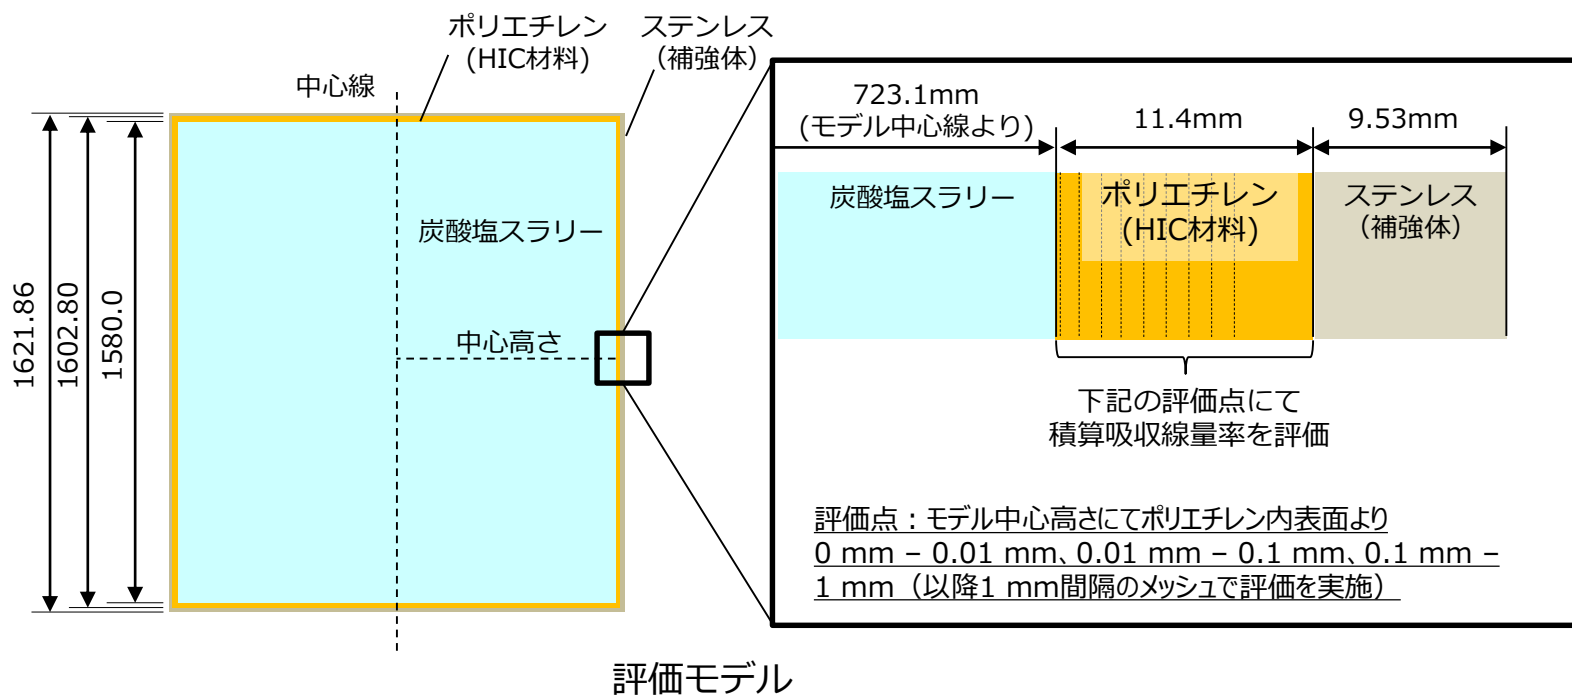 ポリエチレン
(HIC材料)
ステンレス
（補強体）
中心線
炭酸塩スラリー
中心高さ
1621.86
1602.80
1580.0
723.1mm
(モデル中心線より)
11.4mm
9.53mm
炭酸塩スラリー
ポリエチレン
(HIC材料)
ステンレス
（補強体）
下記の評価点にて
積算吸収線量率を評価
評価点：モデル中心高さにてポリエチレン内表面より
0 mm – 0.01 mm、0.01 mm – 0.1 mm、0.1 mm –
1 mm（以降1 mm間隔のメッシュで評価を実施）
評価モデル